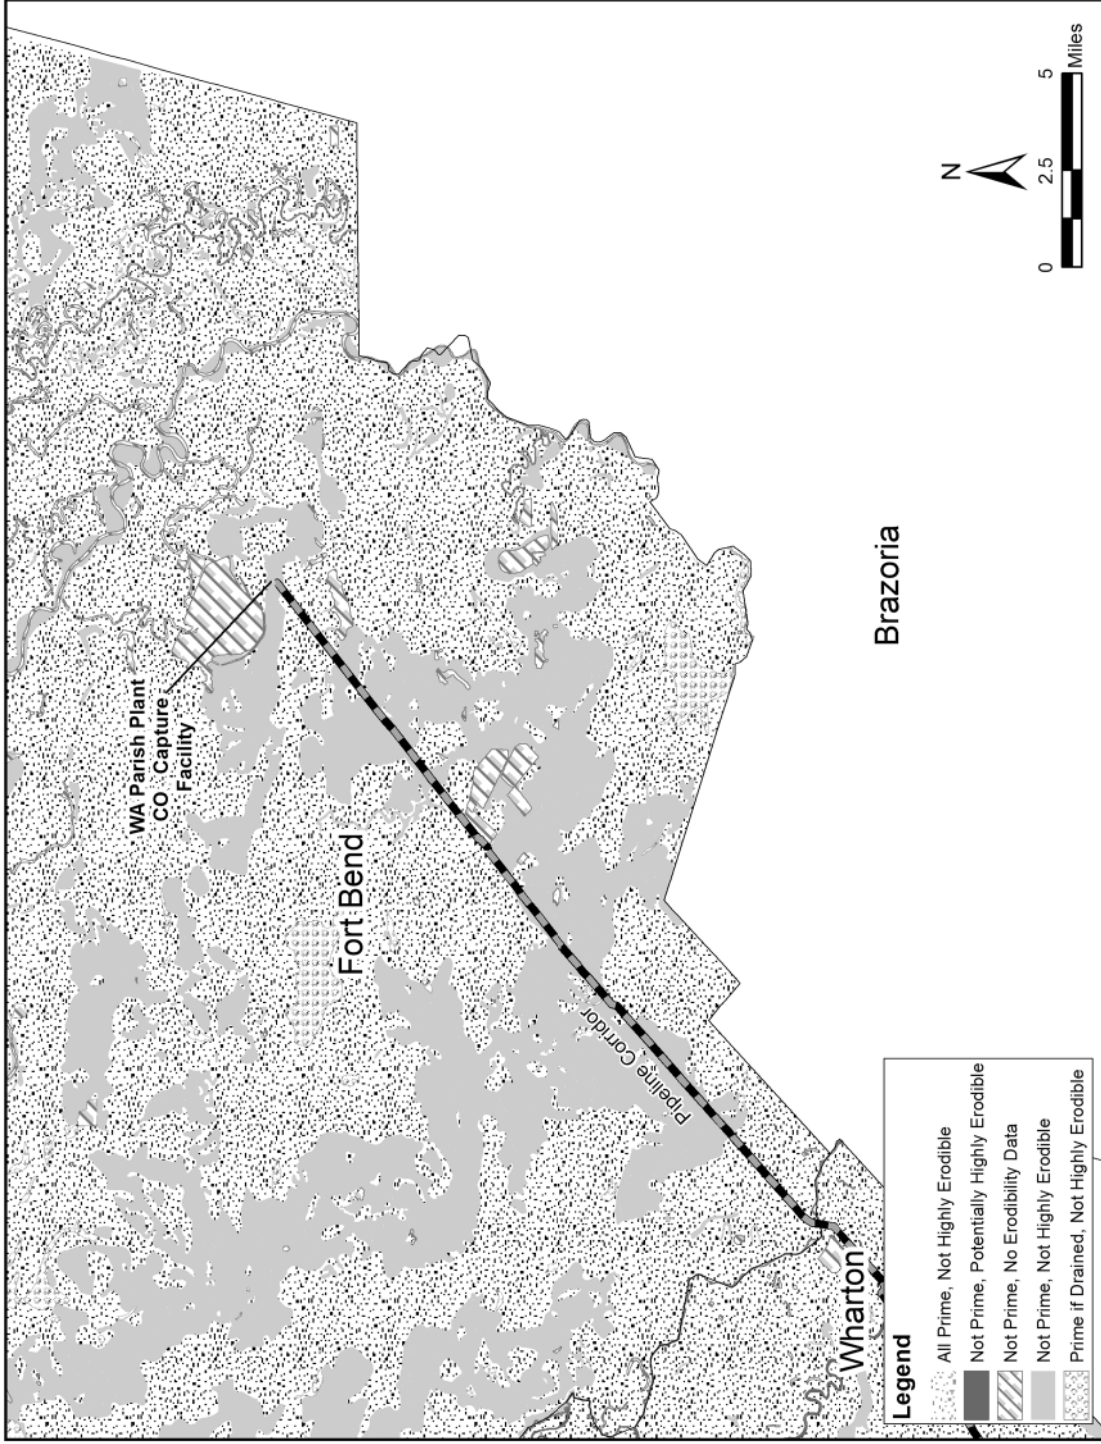 WA Parish Plant
CO Capture
Facility
Fort Bend
Pipeline Corridor
Brazoria
Wharton
N
0 2.5 5
Miles
Legend
All Prime, Not Highly Erodible
Not Prime, Potentially Highly Erodible
Not Prime, No Erodibility Data
Not Prime, Not Highly Erodible
Prime if Drained, Not Highly Erodible